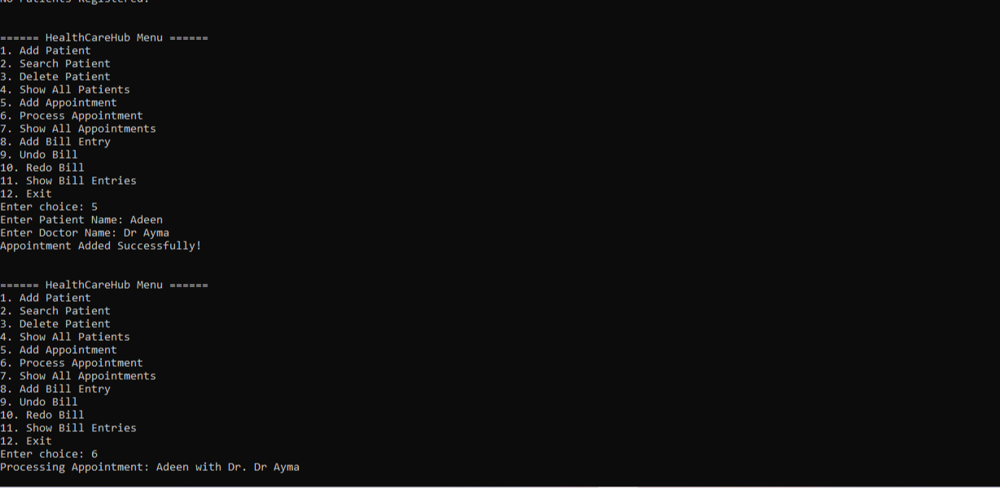 No Patients Registered.
====== HealthCareHub Menu ======
1. Add Patient
2. Search Patient
3. Delete Patient
4. Show All Patients
5. Add Appointment
6. Process Appointment
7. Show All Appointments
8. Add Bill Entry
9. Undo Bill
10. Redo Bill
11. Show Bill Entries
12. Exit
Enter choice: 5
Enter Patient Name: Adeen
Enter Doctor Name: Dr Ayma
Appointment Added Successfully!
====== HealthCareHub Menu ======
1. Add Patient
2. Search Patient
3. Delete Patient
4. Show All Patients
5. Add Appointment
6. Process Appointment
7. Show All Appointments
8. Add Bill Entry
9. Undo Bill
10. Redo Bill
11. Show Bill Entries
12. Exit
Enter choice: 6
Processing Appointment: Adeen with Dr. Dr Ayma